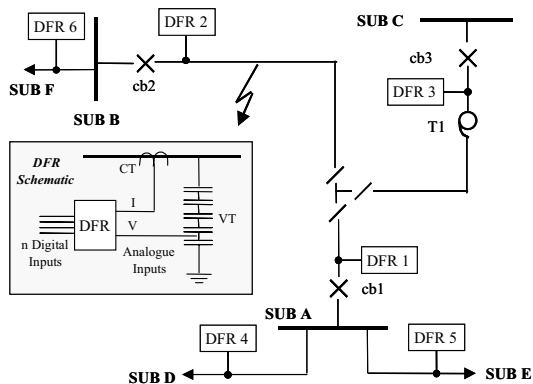 DFR 6
DFR 2
SUB C
cb3
SUB F
cb2
DFR 3
SUB B
T1
DFR
Schematic
CT
I
DFR
V
VT
n Digital
Inputs
Analogue
Inputs
DFR 1
cb1
SUB A
DFR 4
DFR 5
SUB D
SUB E